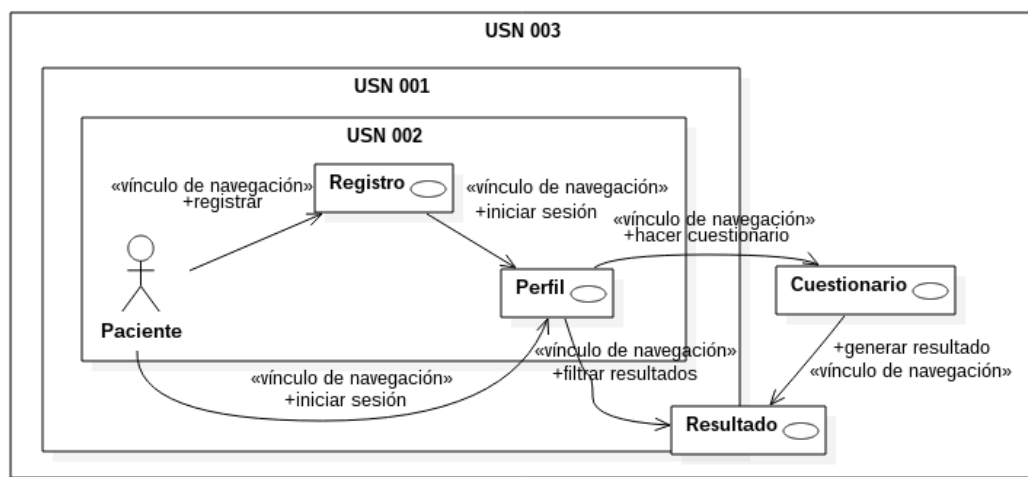 USN 003
USN 001
USN 002
«vínculo de navegación»
+registrar
Registro
«vínculo de navegación»
+iniciar sesión
«vínculo de navegación»
+hacer cuestionario
Paciente
Perfil
Cuestionario
«vínculo de navegación»
+iniciar sesión
«vínculo de navegación»
+filtrar resultados
+generar resultado
«vínculo de navegación»
Resultado